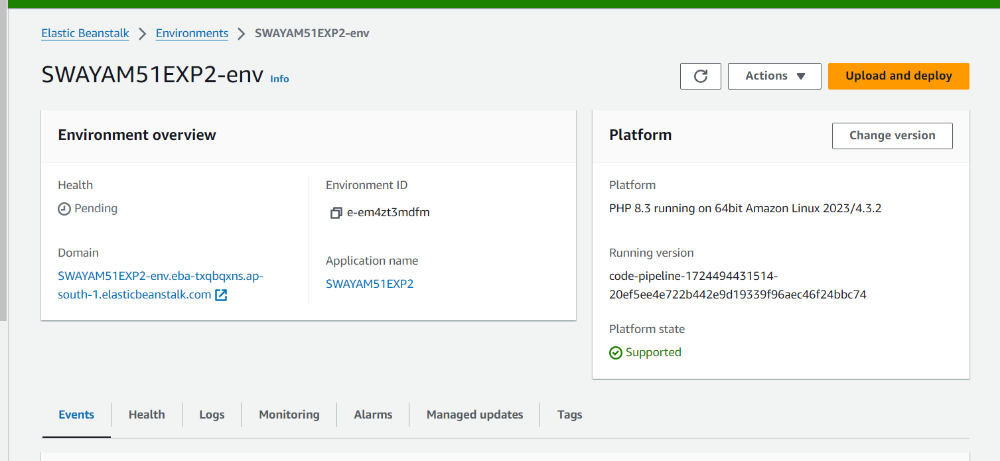 Elastic Beanstalk > Environments > SWAYAM51EXP2-env
SWAYAM51EXP2-env Info
Actions
Upload and deploy
Environment overview
Health
Pending
Domain
SWAYAM51EXP2-env.eba-txqbqxns.ap-
south-1.elasticbeanstalk.com
Environment ID
e-em4zt3mdfm
Application name
SWAYAM51EXP2
Platform
Change version
Platform
PHP 8.3 running on 64bit Amazon Linux 2023/4.3.2
Running version
code-pipeline-1724494431514-
20ef5ee4e722b442e9d19339f96aec46f24bbc74
Platform state
Supported
Events Health Logs Monitoring Alarms Managed updates Tags